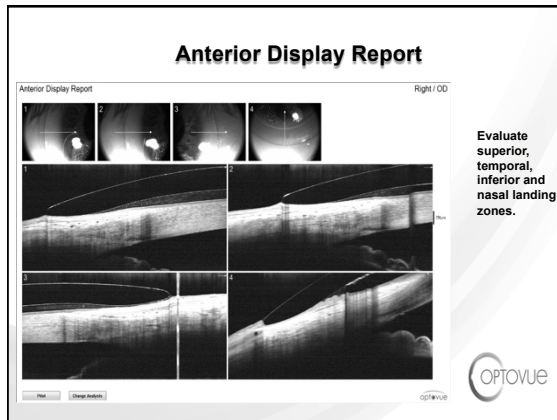 Anterior Display Report
Anterior Display Report
Right / OD
1
2
3
4
1
2
3
4
Evaluate
superior,
temporal,
inferior and
nasal landing
zones.
Print
Change Analysis
optovue
OPTOVUE